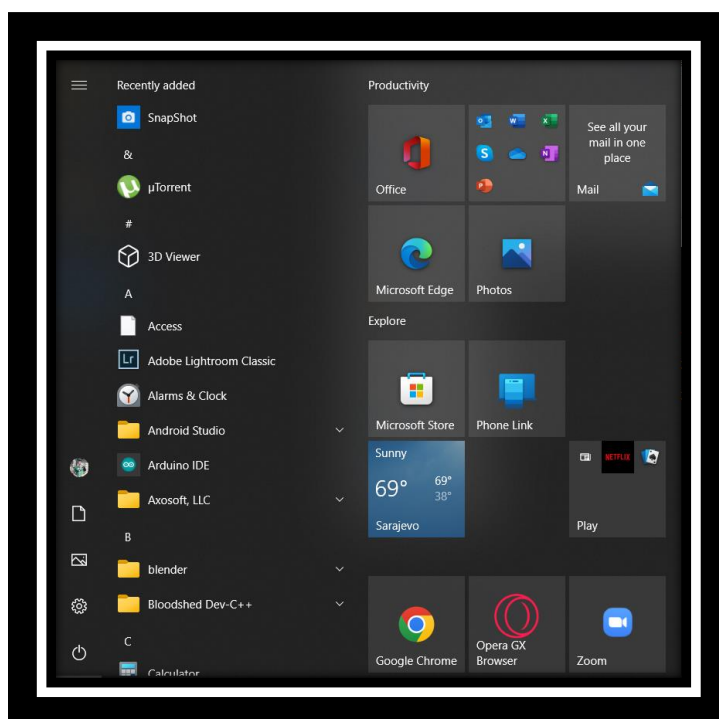 Recently added
SnapShot
&
µTorrent
#
3D Viewer
A
Access
Lr
Adobe Lightroom Classic
Alarms & Clock
Android Studio
Arduino IDE
Axosoft, LLC
B
blender
Bloodshed Dev-C++
C
Calculator
Productivity
Office
See all your
mail in one
place
Mail
Microsoft Edge
Photos
Explore
Microsoft Store
Phone Link
Sunny
69°
69°
38°
Sarajevo
NETFLIX
Play
Google Chrome
Opera GX
Browser
Zoom